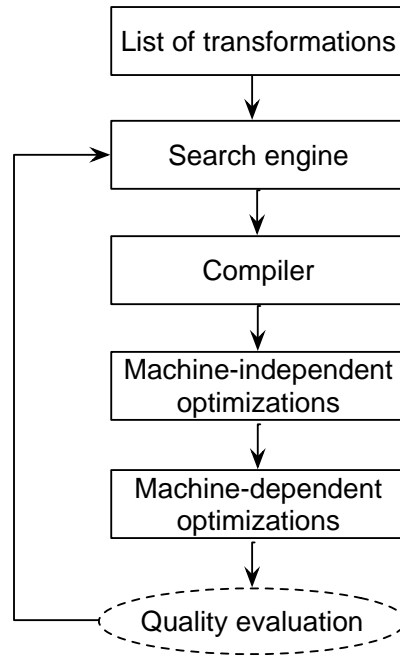 List of transformations
Search engine
Compiler
Machine-independent
optimizations
Machine-dependent
optimizations
Quality evaluation